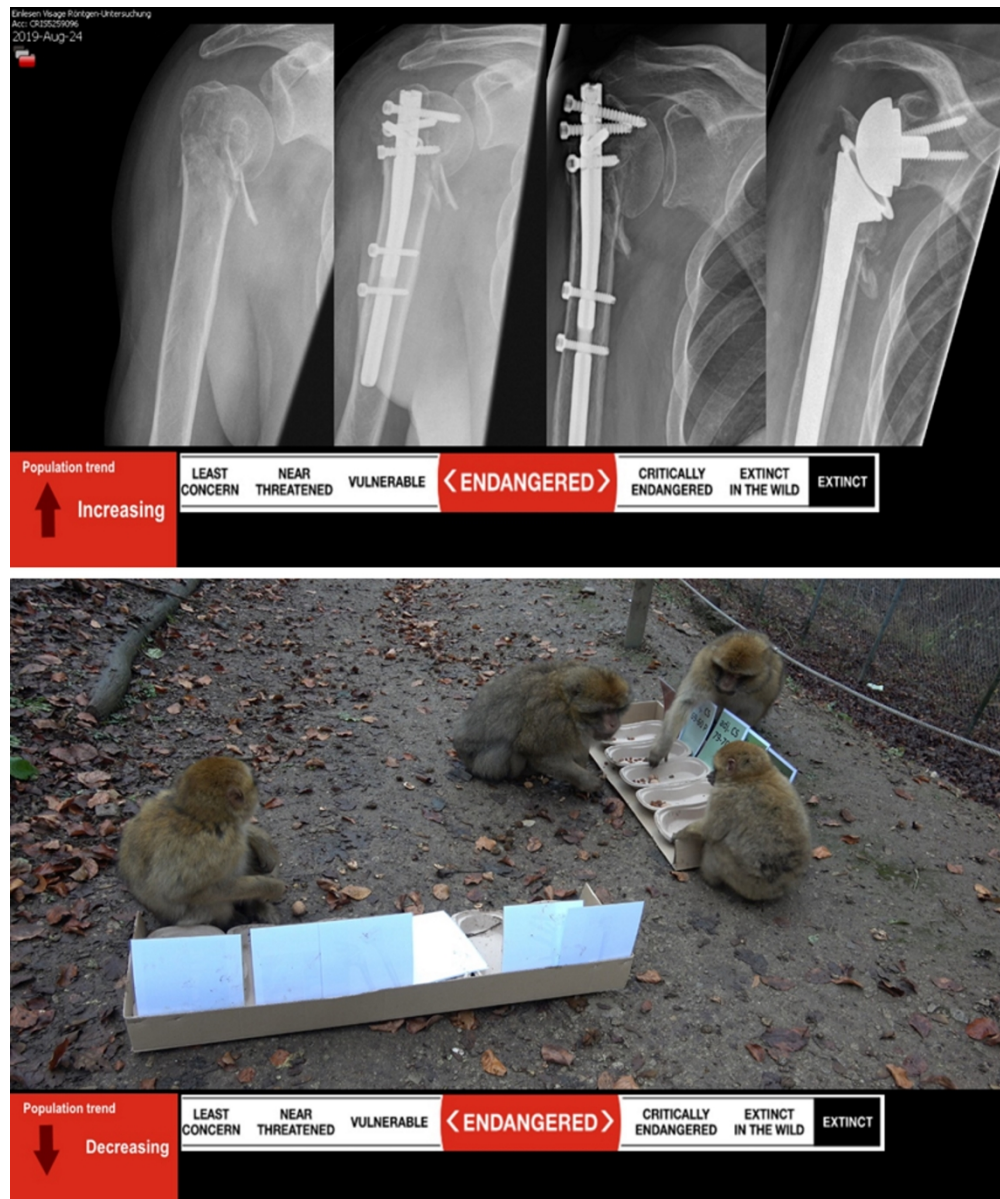 Einlesen Visage Röntgen-Untersuchung
Acc: CRIS5259096
2019-Aug-24
Population trend
Increasing
LEAST CONCERN
NEAR THREATENED
VULNERABLE
<ENDANGERED>
CRITICALLY ENDANGERED
EXTINCT IN THE WILD
EXTINCT
Population trend
Decreasing
LEAST CONCERN
NEAR THREATENED
VULNERABLE
<ENDANGERED>
CRITICALLY ENDANGERED
EXTINCT IN THE WILD
EXTINCT